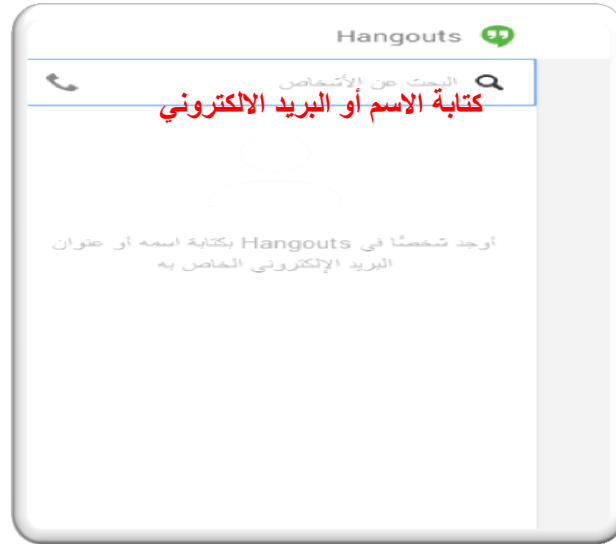 Hangouts
البحث عن الأشخاص
كتابة الاسم أو البريد الالكتروني
أوجد شخصًا في Hangouts بكتابة اسمه أو عنوان
البريد الإلكتروني الخاص به